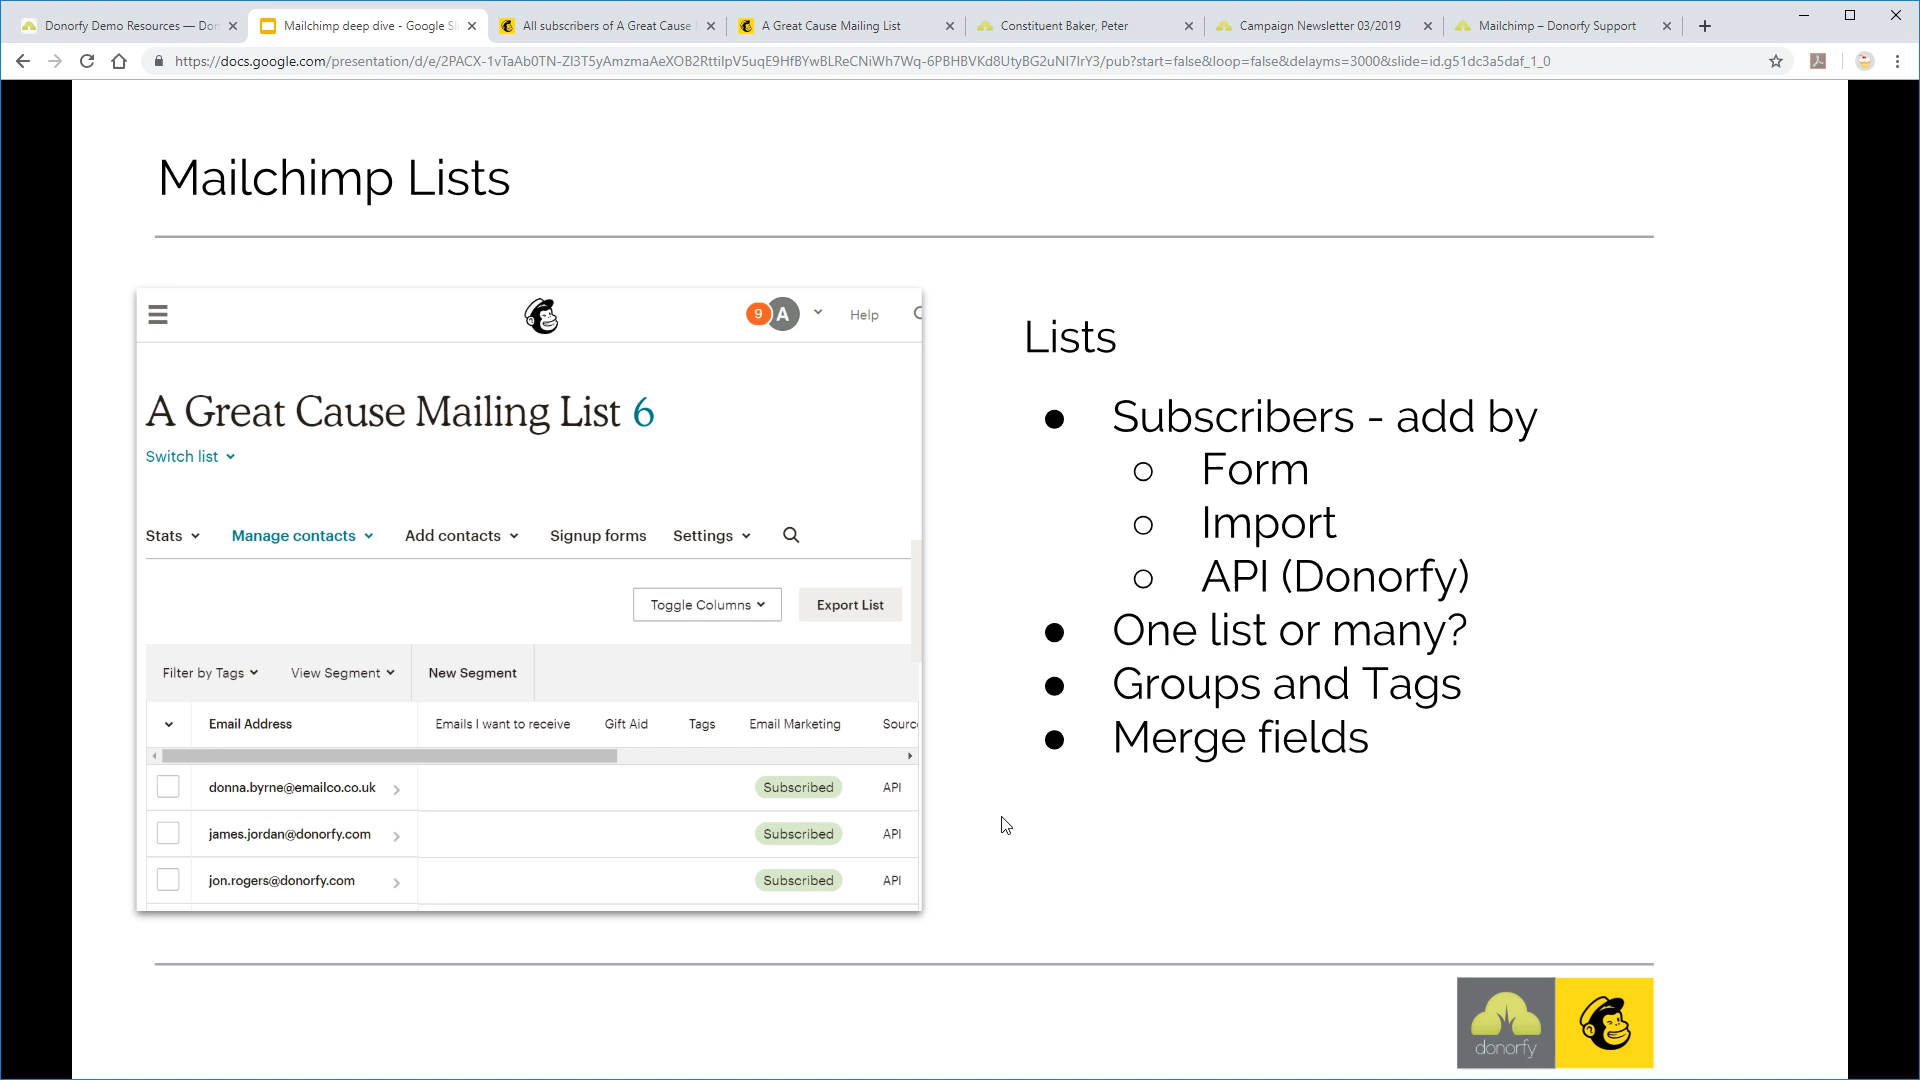 Donorfy Demo Resources — Don
Mailchimp deep dive - Google Sl
All subscribers of A Great Cause
A Great Cause Mailing List
Constituent Baker, Peter
Campaign Newsletter 03/2019
Mailchimp – Donorfy Support
https://docs.google.com/presentation/d/e/2PACX-1vTaAb0TN-ZI3T5yAmzmaAeXOB2RttilpV5uqE9HfBYwBLReCNiWh7Wq-6PBHBVKd8UtyBG2uNI7IrY3/pub?start=false&loop=false&delayms=3000&slide=id.g51dc3a5daf_1_0
Mailchimp Lists
9 A Help
A Great Cause Mailing List 6
Switch list
Stats Manage contacts Add contacts Signup forms Settings
Toggle Columns Export List
Filter by Tags View Segment New Segment
Email Address Emails I want to receive Gift Aid Tags Email Marketing Sourc
donna.byrne@emailco.co.uk Subscribed API
james.jordan@donorfy.com Subscribed API
jon.rogers@donorfy.com Subscribed API
Lists
● Subscribers - add by
○ Form
○ Import
○ API (Donorfy)
● One list or many?
● Groups and Tags
● Merge fields
donorfy